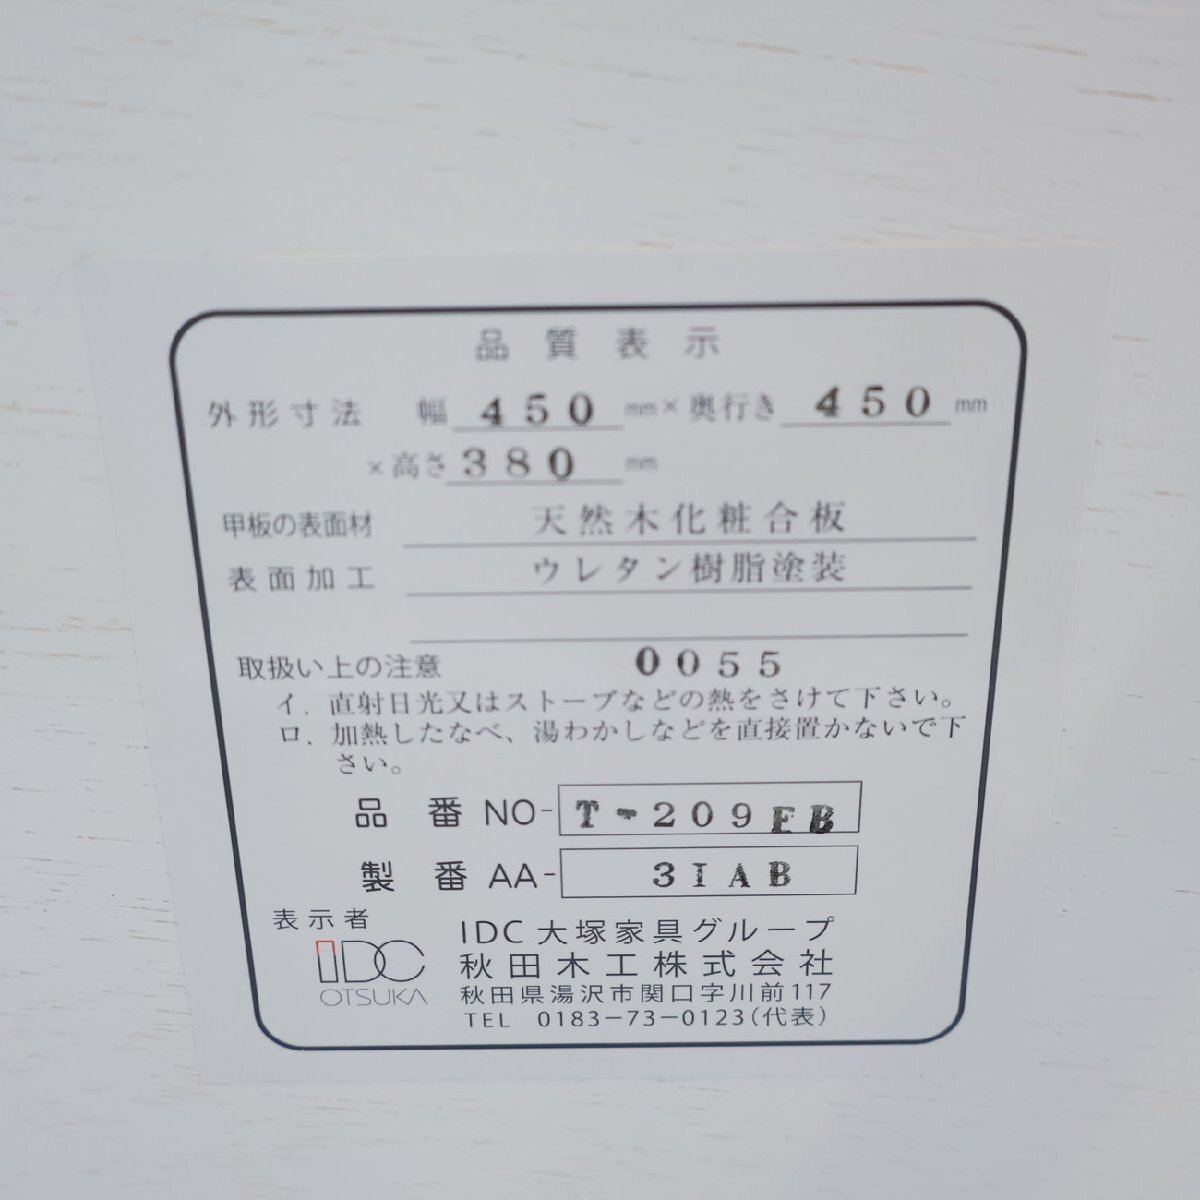 品質表示
外形寸法 幅 450 mm × 奥行き 450 mm
×高さ 380 mm
甲板の表面材 天然木化粧合板
表面加工 ウレタン樹脂塗装
取扱い上の注意 0055
イ. 直射日光又はストーブなどの熱をさけて下さい。
ロ. 加熱したなべ、湯わかしなどを直接置かないで下
さい。
品番 NO- T-209EB
製番 AA- 3IAB
表示者
IDC
OTSUKA
IDC 大塚家具グループ
秋田木工株式会社
秋田県湯沢市関口字川前117
TEL 0183-73-0123(代表)